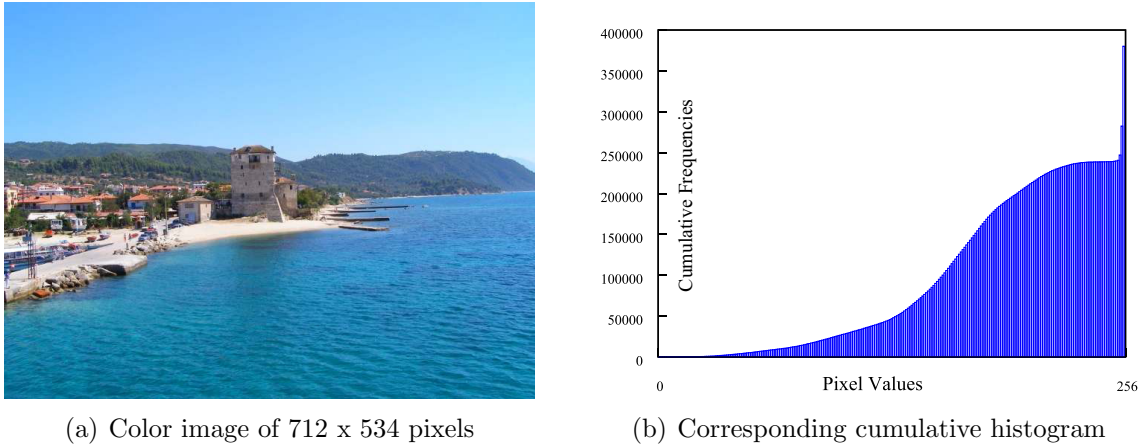 400000
350000
300000
250000
200000
150000
100000
50000
0
Cumulative Frequencies
0
Pixel Values
256
(a) Color image of 712 x 534 pixels
(b) Corresponding cumulative histogram